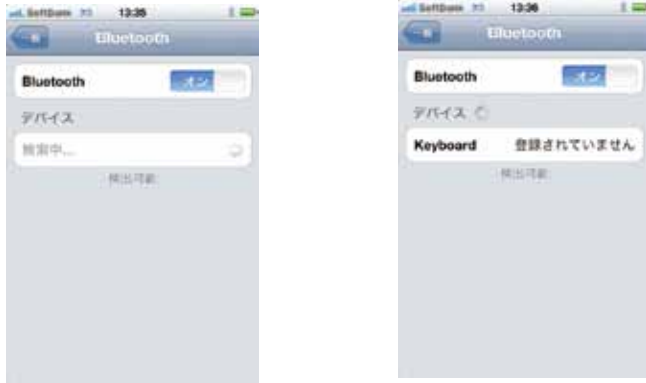 SoftBank 3G 13:35
Bluetooth
Bluetooth オン
デバイス
検索中...
検出可能
SoftBank 3G 13:36
Bluetooth
Bluetooth オン
デバイス
Keyboard 登録されていません
検出可能